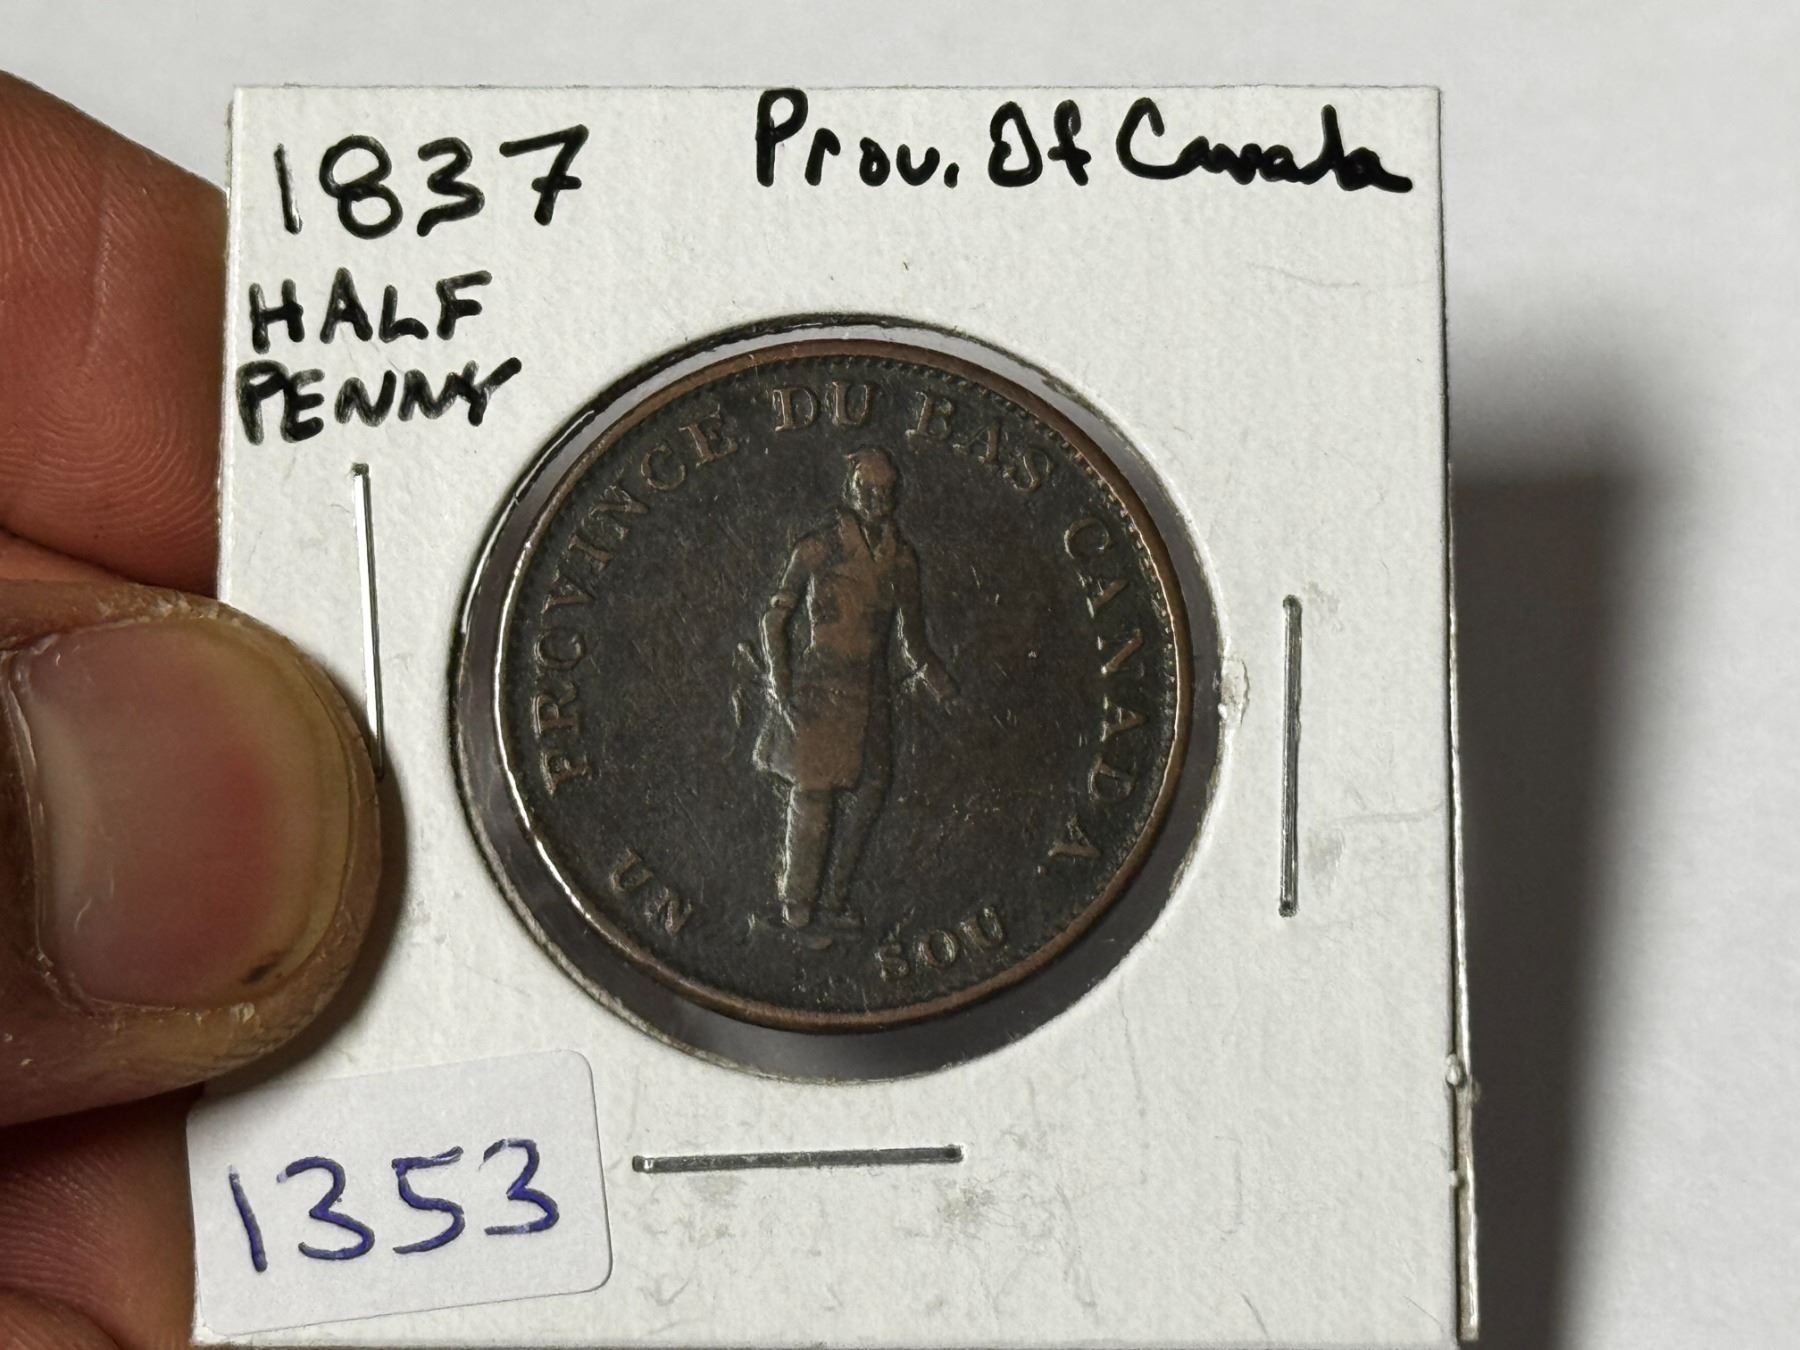 1837
Prov. Of Canada
HALF
PENNY
PROVINCE DU BAS CANADA.
UN SOU
1353